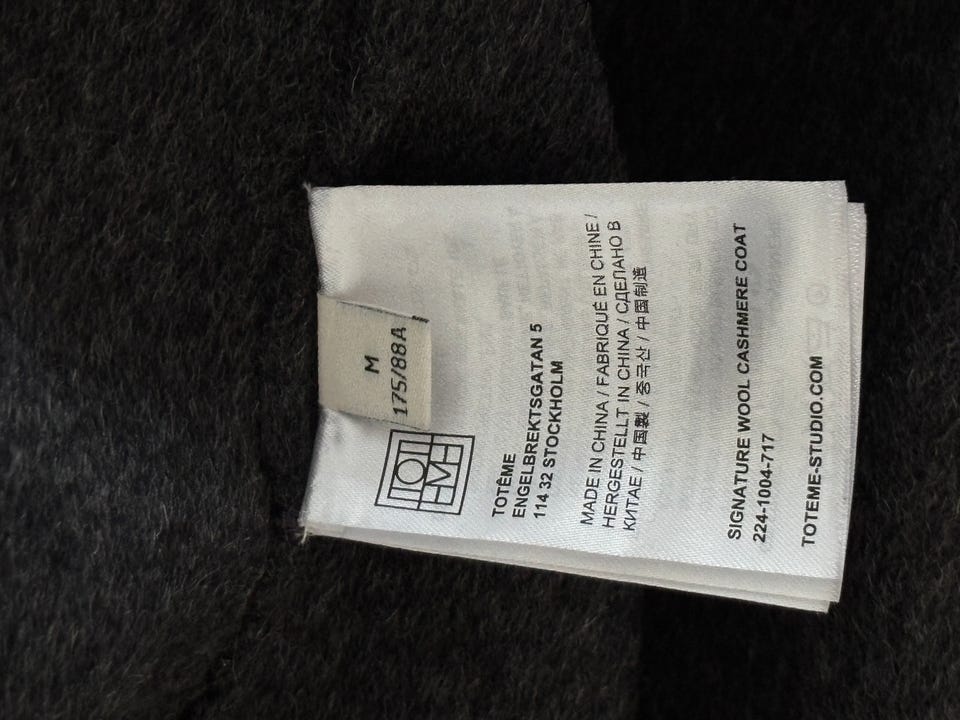 M
175/88A
TOTÊME
TOTÊME
ENGELBREKTSGATAN 5
114 32 STOCKHOLM
MADE IN CHINA / FABRIQUÉ EN CHINE /
HERGESTELLT IN CHINA / СДЕЛАНО В
КИТАЕ / 中国製 / 중국산 / 中国制造
SIGNATURE WOOL CASHMERE COAT
224-1004-717
TOTEME-STUDIO.COM